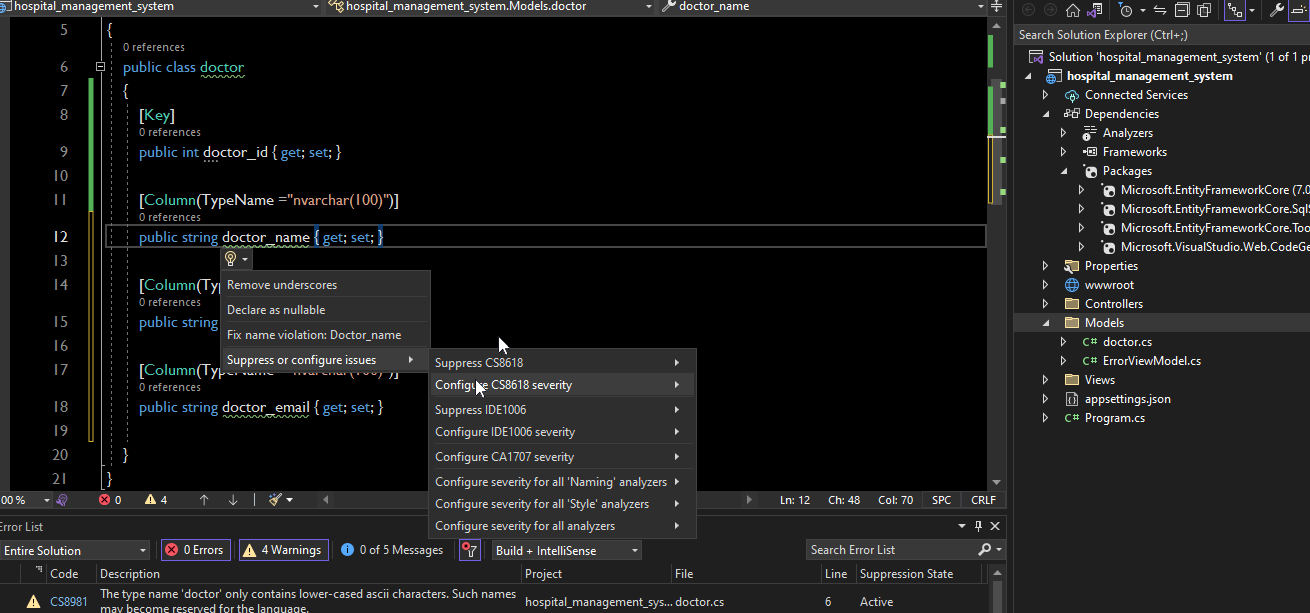 hospital_management_system
hospital_management_system.Models.doctor
doctor_name
5 {
0 references
6 public class doctor
7 {
8 [Key]
0 references
9 public int doctor_id { get; set; }
10
11 [Column(TypeName ="nvarchar(100)")]
0 references
12 public string doctor_name { get; set; }
13
14 [Column(Ty
0 references
15 public string
16
17 [Column(
0 references
18 public string doctor_email { get; set; }
19
20 }
21 }
Remove underscores
Declare as nullable
Fix name violation: Doctor_name
Suppress or configure issues
Suppress CS8618
Configure CS8618 severity
Suppress IDE1006
Configure IDE1006 severity
Configure CA1707 severity
Configure severity for all 'Naming' analyzers
Configure severity for all 'Style' analyzers
Configure severity for all analyzers
00 % 0 4 Ln: 12 Ch: 48 Col: 70 SPC CRLF
Error List
Entire Solution 0 Errors 4 Warnings 0 of 5 Messages Build + IntelliSense Search Error List
Code Description Project File Line Suppression State
CS8981 The type name 'doctor' only contains lower-cased ascii characters. Such names may become reserved for the language. hospital_management_sys... doctor.cs 6 Active
Search Solution Explorer (Ctrl+;)
Solution 'hospital_management_system' (1 of 1 pr
hospital_management_system
Connected Services
Dependencies
Analyzers
Frameworks
Packages
Microsoft.EntityFrameworkCore (7.0
Microsoft.EntityFrameworkCore.SqlS
Microsoft.EntityFrameworkCore.Too
Microsoft.VisualStudio.Web.CodeGe
Properties
wwwroot
Controllers
Models
C# doctor.cs
C# ErrorViewModel.cs
Views
appsettings.json
C# Program.cs